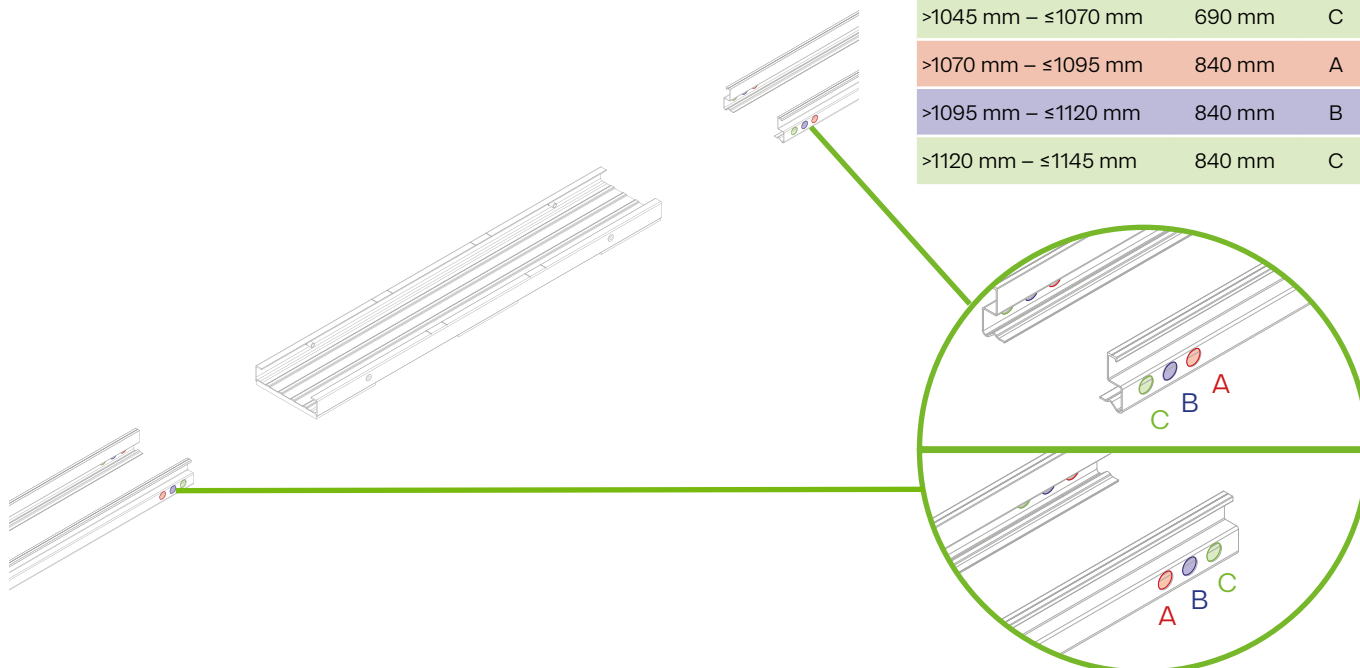 >1045 mm – ≤1070 mm 690 mm C
>1070 mm – ≤1095 mm 840 mm A
>1095 mm – ≤1120 mm 840 mm B
>1120 mm – ≤1145 mm 840 mm C
A
B
C
C
B
A